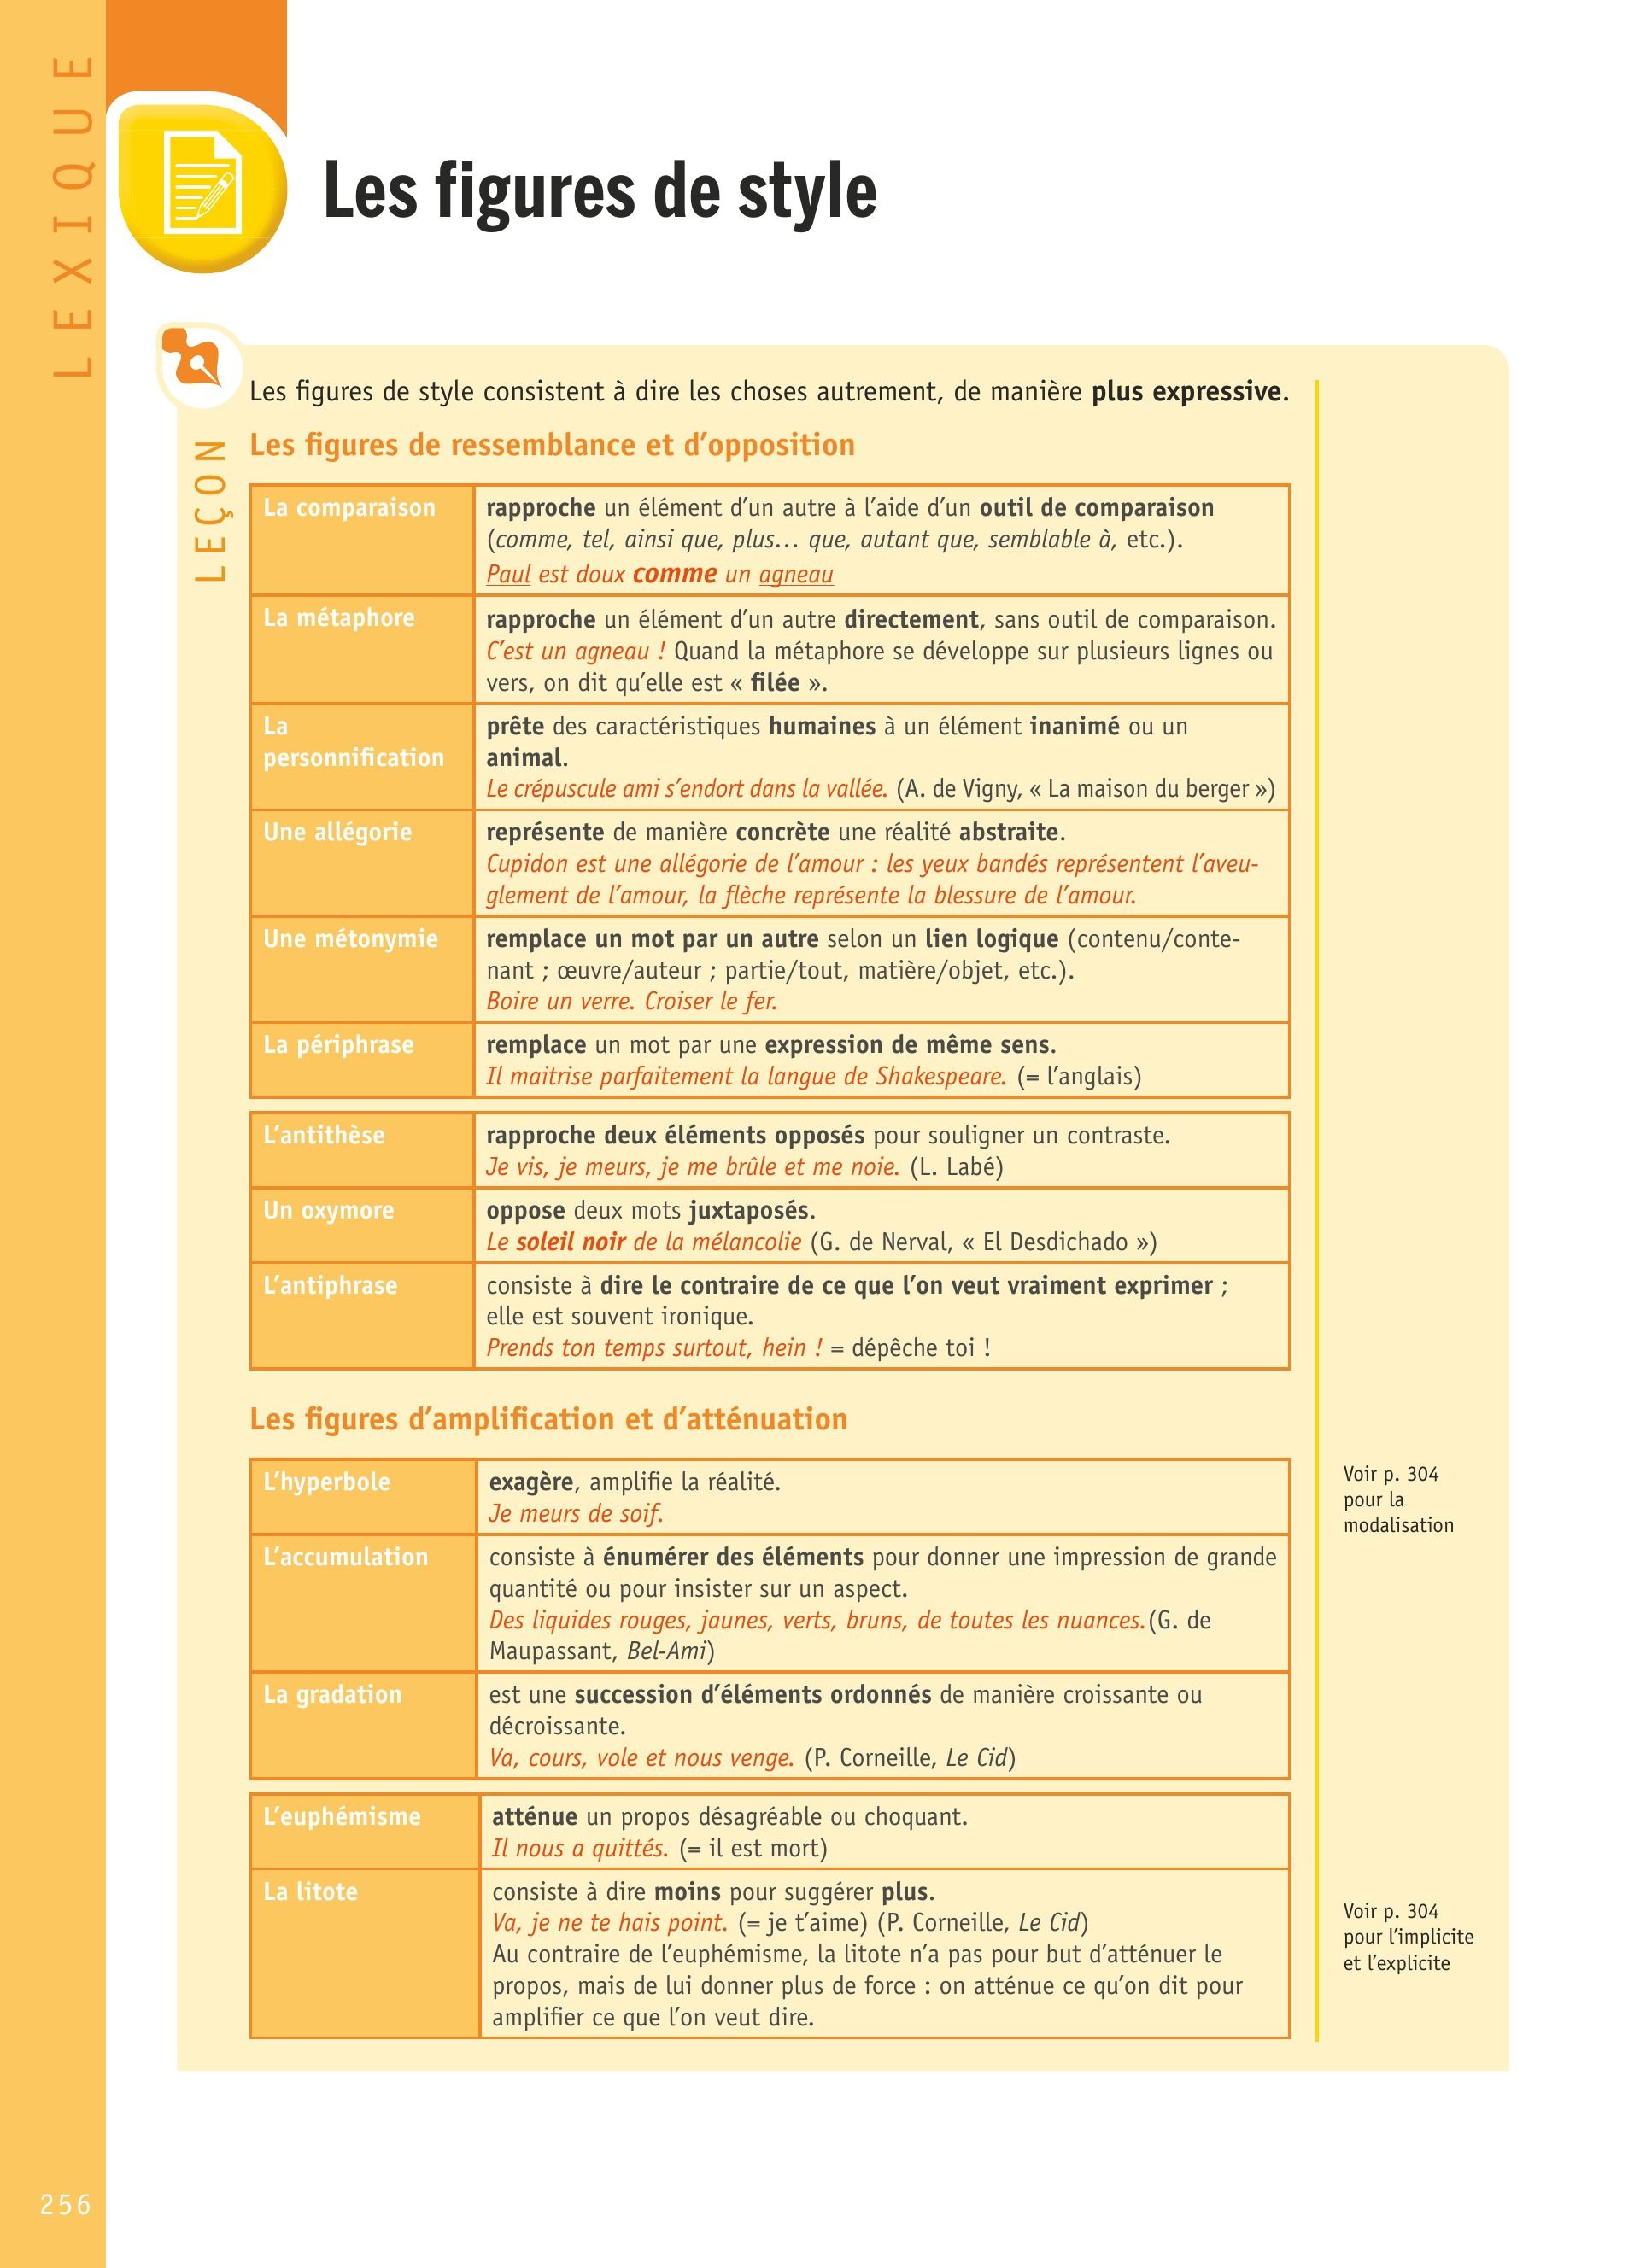 LEXIQUE
Les figures de style
LEÇON
Les figures de style consistent à dire les choses autrement, de manière plus expressive.
Les figures de ressemblance et d’opposition
La comparaison
rapproche un élément d’un autre à l’aide d’un outil de comparaison
(comme, tel, ainsi que, plus... que, autant que, semblable à, etc.).
Paul est doux comme un agneau
La métaphore
rapproche un élément d’un autre directement, sans outil de comparaison.
C’est un agneau ! Quand la métaphore se développe sur plusieurs lignes ou
vers, on dit qu’elle est « filée ».
La
personnification
prête des caractéristiques humaines à un élément inanimé ou un
animal.
Le crépuscule ami s’endort dans la vallée. (A. de Vigny, « La maison du berger »)
Une allégorie
représente de manière concrète une réalité abstraite.
Cupidon est une allégorie de l’amour : les yeux bandés représentent l’aveu-
glement de l’amour, la flèche représente la blessure de l’amour.
Une métonymie
remplace un mot par un autre selon un lien logique (contenu/conte-
nant ; œuvre/auteur ; partie/tout, matière/objet, etc.).
Boire un verre. Croiser le fer.
La périphrase
remplace un mot par une expression de même sens.
Il maitrise parfaitement la langue de Shakespeare. (= l’anglais)
L’antithèse
rapproche deux éléments opposés pour souligner un contraste.
Je vis, je meurs, je me brûle et me noie. (L. Labé)
Un oxymore
oppose deux mots juxtaposés.
Le soleil noir de la mélancolie (G. de Nerval, « El Desdichado »)
L’antiphrase
consiste à dire le contraire de ce que l’on veut vraiment exprimer ;
elle est souvent ironique.
Prends ton temps surtout, hein ! = dépêche toi !
Les figures d’amplification et d’atténuation
L’hyperbole
exagère, amplifie la réalité.
Je meurs de soif.
Voir p. 304
pour la
modalisation
L’accumulation
consiste à énumérer des éléments pour donner une impression de grande
quantité ou pour insister sur un aspect.
Des liquides rouges, jaunes, verts, bruns, de toutes les nuances.(G. de
Maupassant, Bel-Ami)
La gradation
est une succession d’éléments ordonnés de manière croissante ou
décroissante.
Va, cours, vole et nous venge. (P. Corneille, Le Cid)
L’euphémisme
atténue un propos désagréable ou choquant.
Il nous a quittés. (= il est mort)
La litote
consiste à dire moins pour suggérer plus.
Va, je ne te hais point. (= je t’aime) (P. Corneille, Le Cid)
Au contraire de l’euphémisme, la litote n’a pas pour but d’atténuer le
propos, mais de lui donner plus de force : on atténue ce qu’on dit pour
amplifier ce que l’on veut dire.
Voir p. 304
pour l’implicite
et l’explicite
256